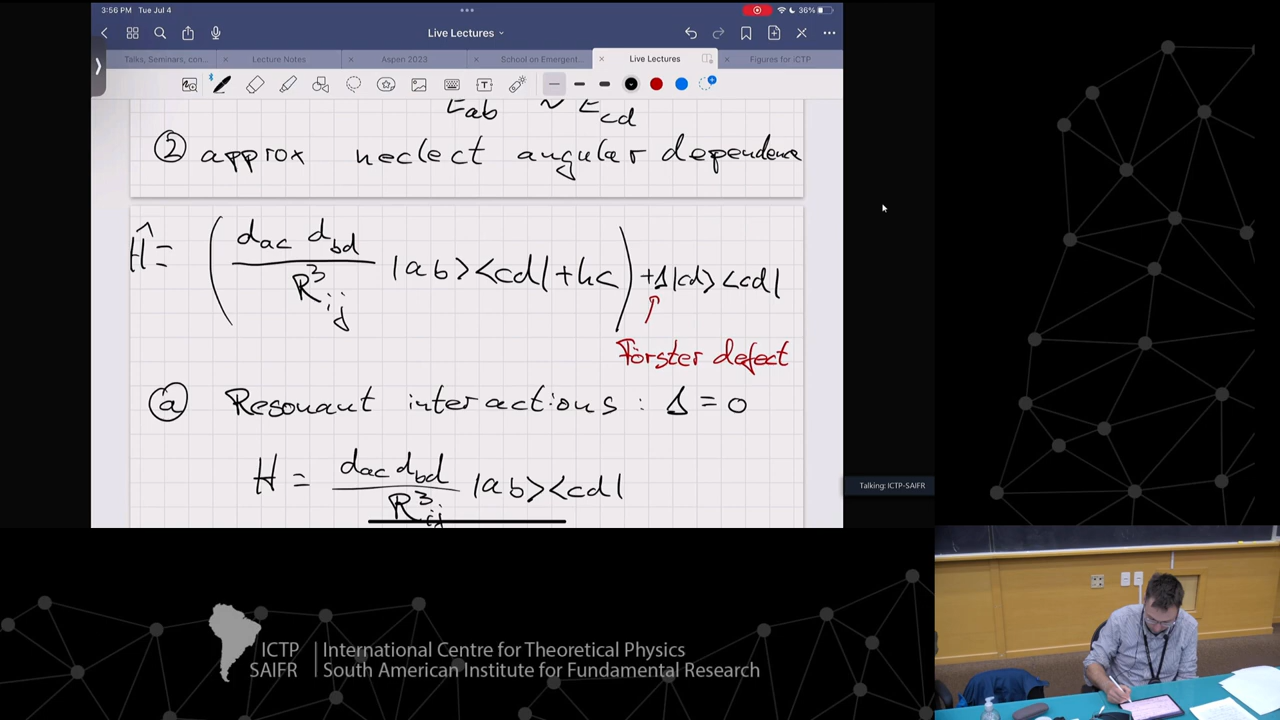 3:56 PM Tue Jul 4
36%
Live Lectures
Talks, Seminars, con...
Lecture Notes
Aspen 2023
School on Emergent...
Live Lectures
Figures for iCTP
E_ab ~ E_cd
② approx neclect angular dependence
Ĥ = ( d_ac d_bd / R³_ij |ab><cd| + hc ) + Δ|cd><cd|
Förster defect
ⓐ Resonant interactions : Δ = 0
H = d_ac d_bd / R³_ij |ab><cd|
Talking: ICTP-SAIFR
ICTP
SAIFR
International Centre for Theoretical Physics
South American Institute for Fundamental Research